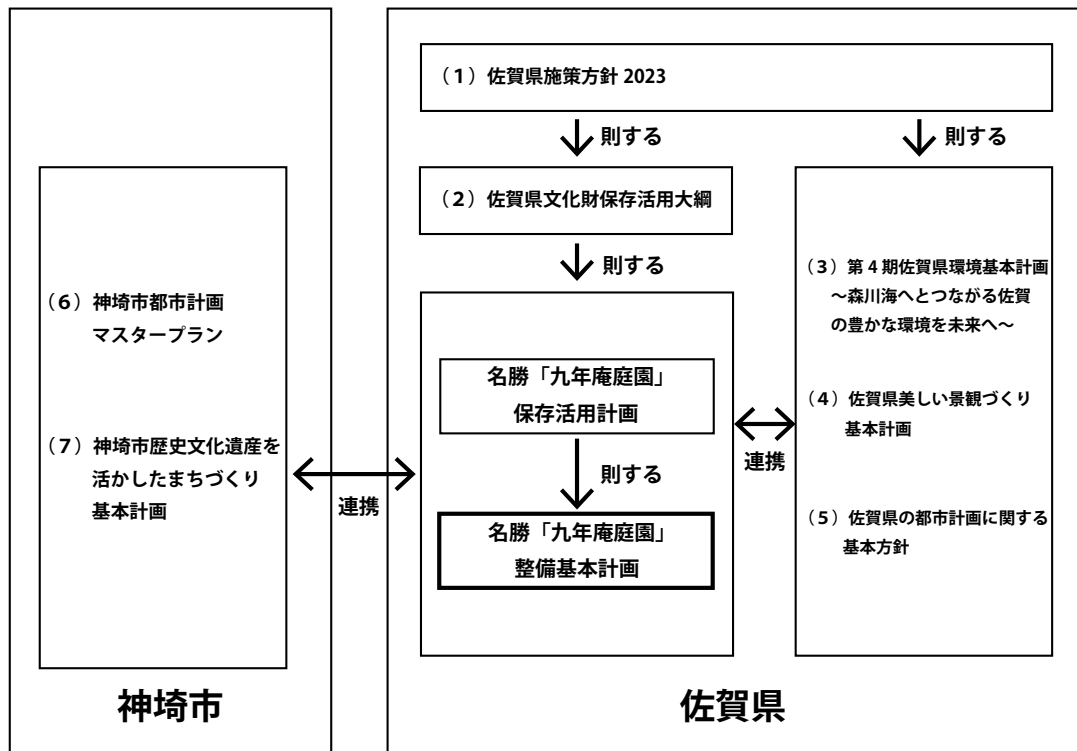 （1）佐賀県施策方針 2023
則する
則する
（2）佐賀県文化財保存活用大綱
則する
（3）第 4 期佐賀県環境基本計画
～森川海へとつながる佐賀
の豊かな環境を未来へ～
（4）佐賀県美しい景観づくり
基本計画
（5）佐賀県の都市計画に関する
基本方針
名勝「九年庵庭園」
保存活用計画
則する
名勝「九年庵庭園」
整備基本計画
連携
連携
（6）神埼市都市計画
マスタープラン
（7）神埼市歴史文化遺産を
活かしたまちづくり
基本計画
神埼市
佐賀県